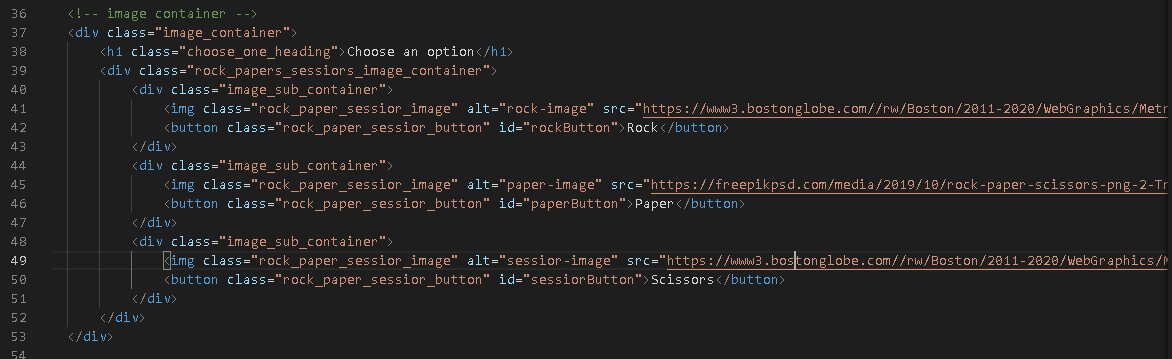 36 <!-- image container -->
37 <div class="image_container">
38 <h1 class="choose_one_heading">Choose an option</h1>
39 <div class="rock_papers_sessiors_image_container">
40 <div class="image_sub_container">
41 <img class="rock_paper_session_image" alt="rock-image" src="https://www3.bostonglobe.com//rw/Boston/2011-2020/WebGraphics/Metr
42 <button class="rock_paper_session_button" id="rockButton">Rock</button>
43 </div>
44 <div class="image_sub_container">
45 <img class="rock_paper_session_image" alt="paper-image" src="https://freepikpsd.com/media/2019/10/rock-paper-scissors-png-2-Tr
46 <button class="rock_paper_session_button" id="paperButton">Paper</button>
47 </div>
48 <div class="image_sub_container">
49 <img class="rock_paper_session_image" alt="session-image" src="https://www3.bostonglobe.com//rw/Boston/2011-2020/WebGraphics/M
50 <button class="rock_paper_session_button" id="sessiorButton">Scissors</button>
51 </div>
52 </div>
53 </div>
54